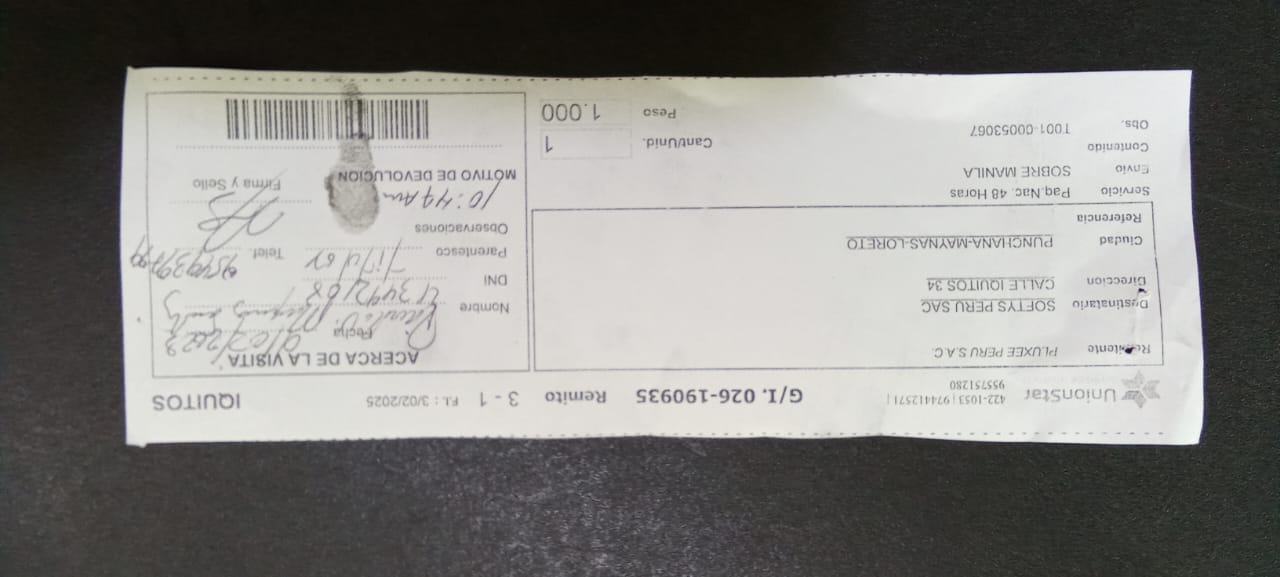 UnionStar
422-1053 | 974412571 |
955751280
G/I. 026-190935 Remito 3 - 1 F.I. : 3/02/2025 IQUITOS
Remitente PLUXEE PERU S.A.C.
Destinatario SOFTYS PERU SAC
Direccion CALLE IQUITOS 34
Ciudad PUNCHANA-MAYNAS-LORETO
Referencia
Servicio Paq.Nac. 48 Horas
Envio SOBRE MANILA
Contenido
Obs. T001-00053067
Cant/Unid. 1
Peso 1.000
ACERCA DE LA VISITA
Fecha
Nombre
DNI
Parentesco Titular Telef.
Observaciones
10:47 am
MOTIVO DE DEVOLUCION Firma y Sello